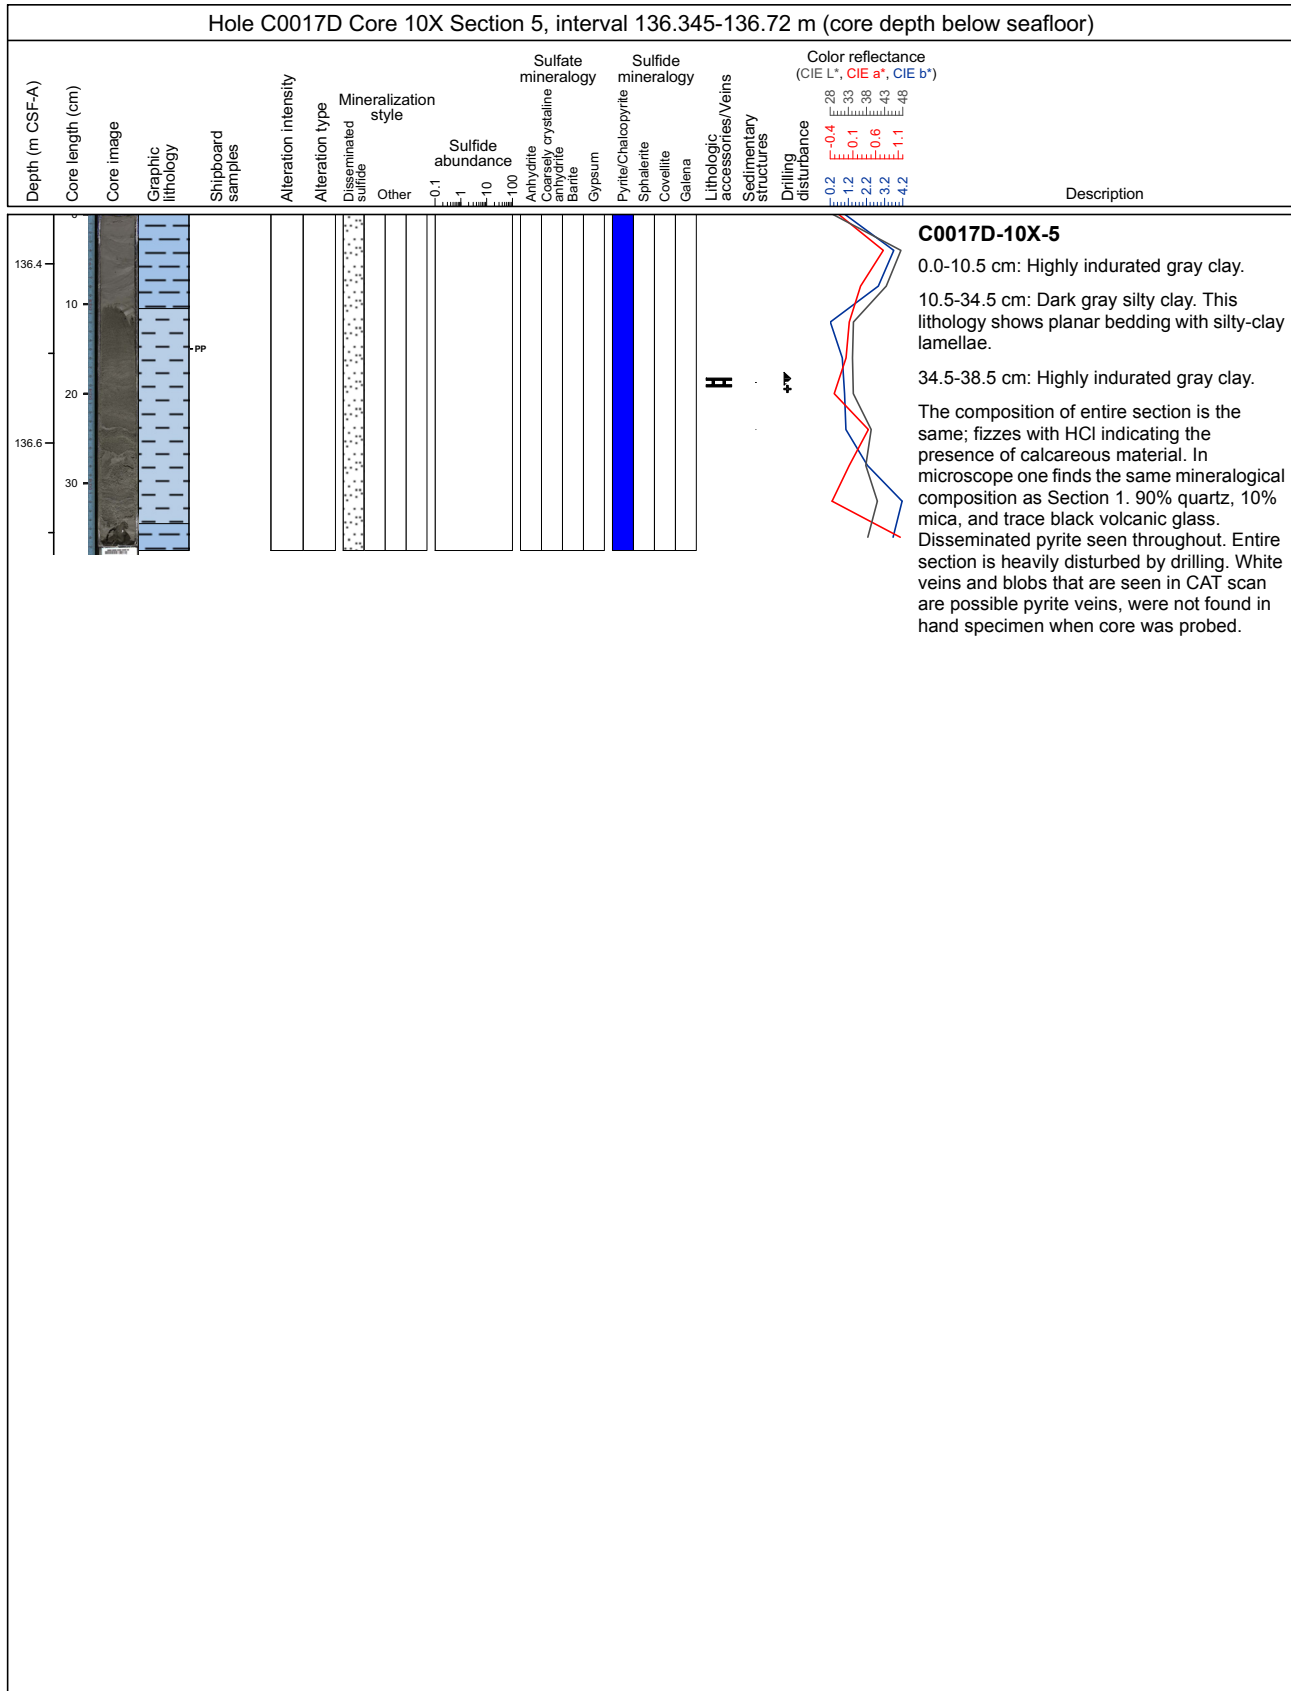 Hole C0017D Core 10X Section 5, interval 136.345-136.72 m (core depth below seafloor)
Depth (m CSF-A)
Core length (cm)
Core image
Graphic
lithology
Shipboard
samples
Alteration intensity
Alteration type
Mineralization
style
Disseminated
sulfide
Other
Sulfide
abundance
0.1
1
10
100
Sulfate
mineralogy
Anhydrite
Coarsely crystaline
anhydrite
Barite
Gypsum
Sulfide
mineralogy
Pyrite/Chalcopyrite
Sphalerite
Covellite
Galena
Lithologic
accessories/Veins
Sedimentary
structures
Drilling
disturbance
Color reflectance
(CIE L*, CIE a*, CIE b*)
28
33
38
43
48
-0.4
0.1
0.6
1.1
0.2
1.2
2.2
3.2
4.2
Description
0
136.4
10
PP
20
136.6
30
C0017D-10X-5
0.0-10.5 cm: Highly indurated gray clay.
10.5-34.5 cm: Dark gray silty clay. This
lithology shows planar bedding with silty-clay
lamellae.
34.5-38.5 cm: Highly indurated gray clay.
The composition of entire section is the
same; fizzes with HCl indicating the
presence of calcareous material. In
microscope one finds the same mineralogical
composition as Section 1. 90% quartz, 10%
mica, and trace black volcanic glass.
Disseminated pyrite seen throughout. Entire
section is heavily disturbed by drilling. White
veins and blobs that are seen in CAT scan
are possible pyrite veins, were not found in
hand specimen when core was probed.